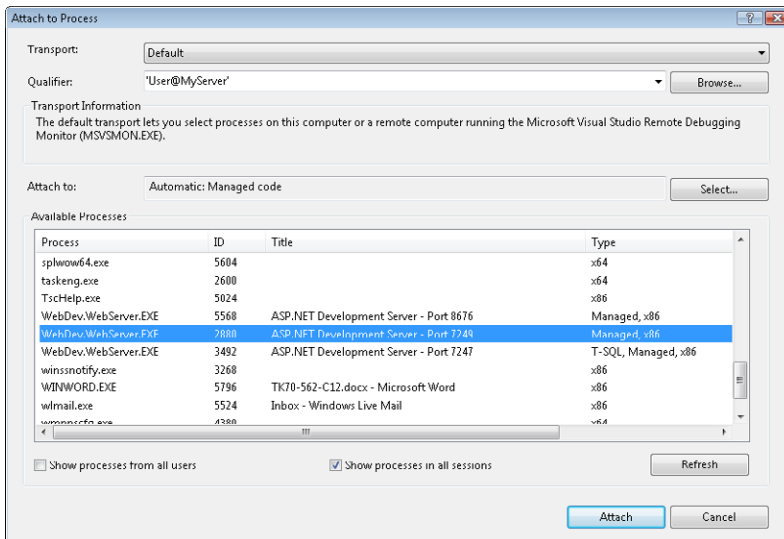 Attach to Process
Transport: Default
Qualifier: 'User@MyServer' Browse...
Transport Information
The default transport lets you select processes on this computer or a remote computer running the Microsoft Visual Studio Remote Debugging
Monitor (MSVSMON.EXE).
Attach to: Automatic: Managed code Select...
Available Processes
Process ID Title Type
splwow64.exe 5604 x64
taskeng.exe 2600 x64
TscHelp.exe 5024 x86
WebDev.WebServer.EXE 5568 ASP.NET Development Server - Port 8676 Managed, x86
WebDev.WebServer.EXE 2880 ASP.NET Development Server - Port 7249 Managed, x86
WebDev.WebServer.EXE 3492 ASP.NET Development Server - Port 7247 T-SQL, Managed, x86
winssnotify.exe 3268 x86
WINWORD.EXE 5796 TK70-562-C12.docx - Microsoft Word x86
wlmail.exe 5524 Inbox - Windows Live Mail x86
wmpnscfg.exe 4380 x64
Show processes from all users Show processes in all sessions Refresh
Attach Cancel